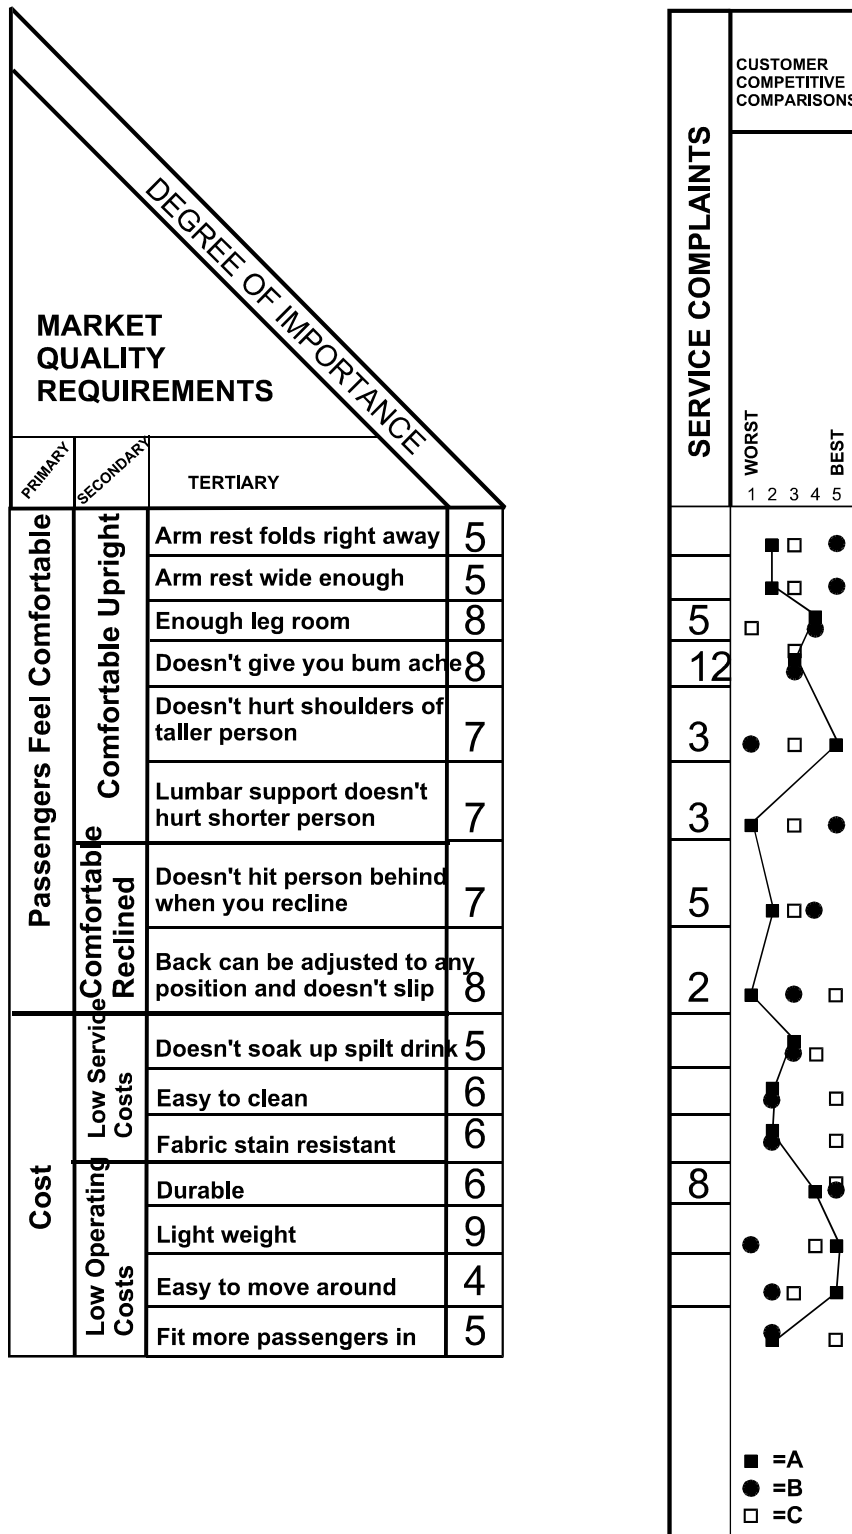 DEGREE OF IMPORTANCE
MARKET
QUALITY
REQUIREMENTS
PRIMARY
SECONDARY
TERTIARY
SERVICE COMPLAINTS
CUSTOMER
COMPETITIVE
COMPARISONS
WORST
BEST
1 2 3 4 5
Passengers Feel Comfortable
Comfortable Upright
Arm rest folds right away 5
Arm rest wide enough 5
Enough leg room 8 5
Doesn't give you bum ache 8 12
Doesn't hurt shoulders of
taller person 7 3
Lumbar support doesn't
hurt shorter person 7 3
Comfortable
Reclined
Doesn't hit person behind
when you recline 7 5
Back can be adjusted to any
position and doesn't slip 8 2
Cost
Low Service
Costs
Doesn't soak up spilt drink 5
Easy to clean 6
Fabric stain resistant 6
Low Operating
Costs
Durable 6 8
Light weight 9
Easy to move around 4
Fit more passengers in 5
=A
=B
=C